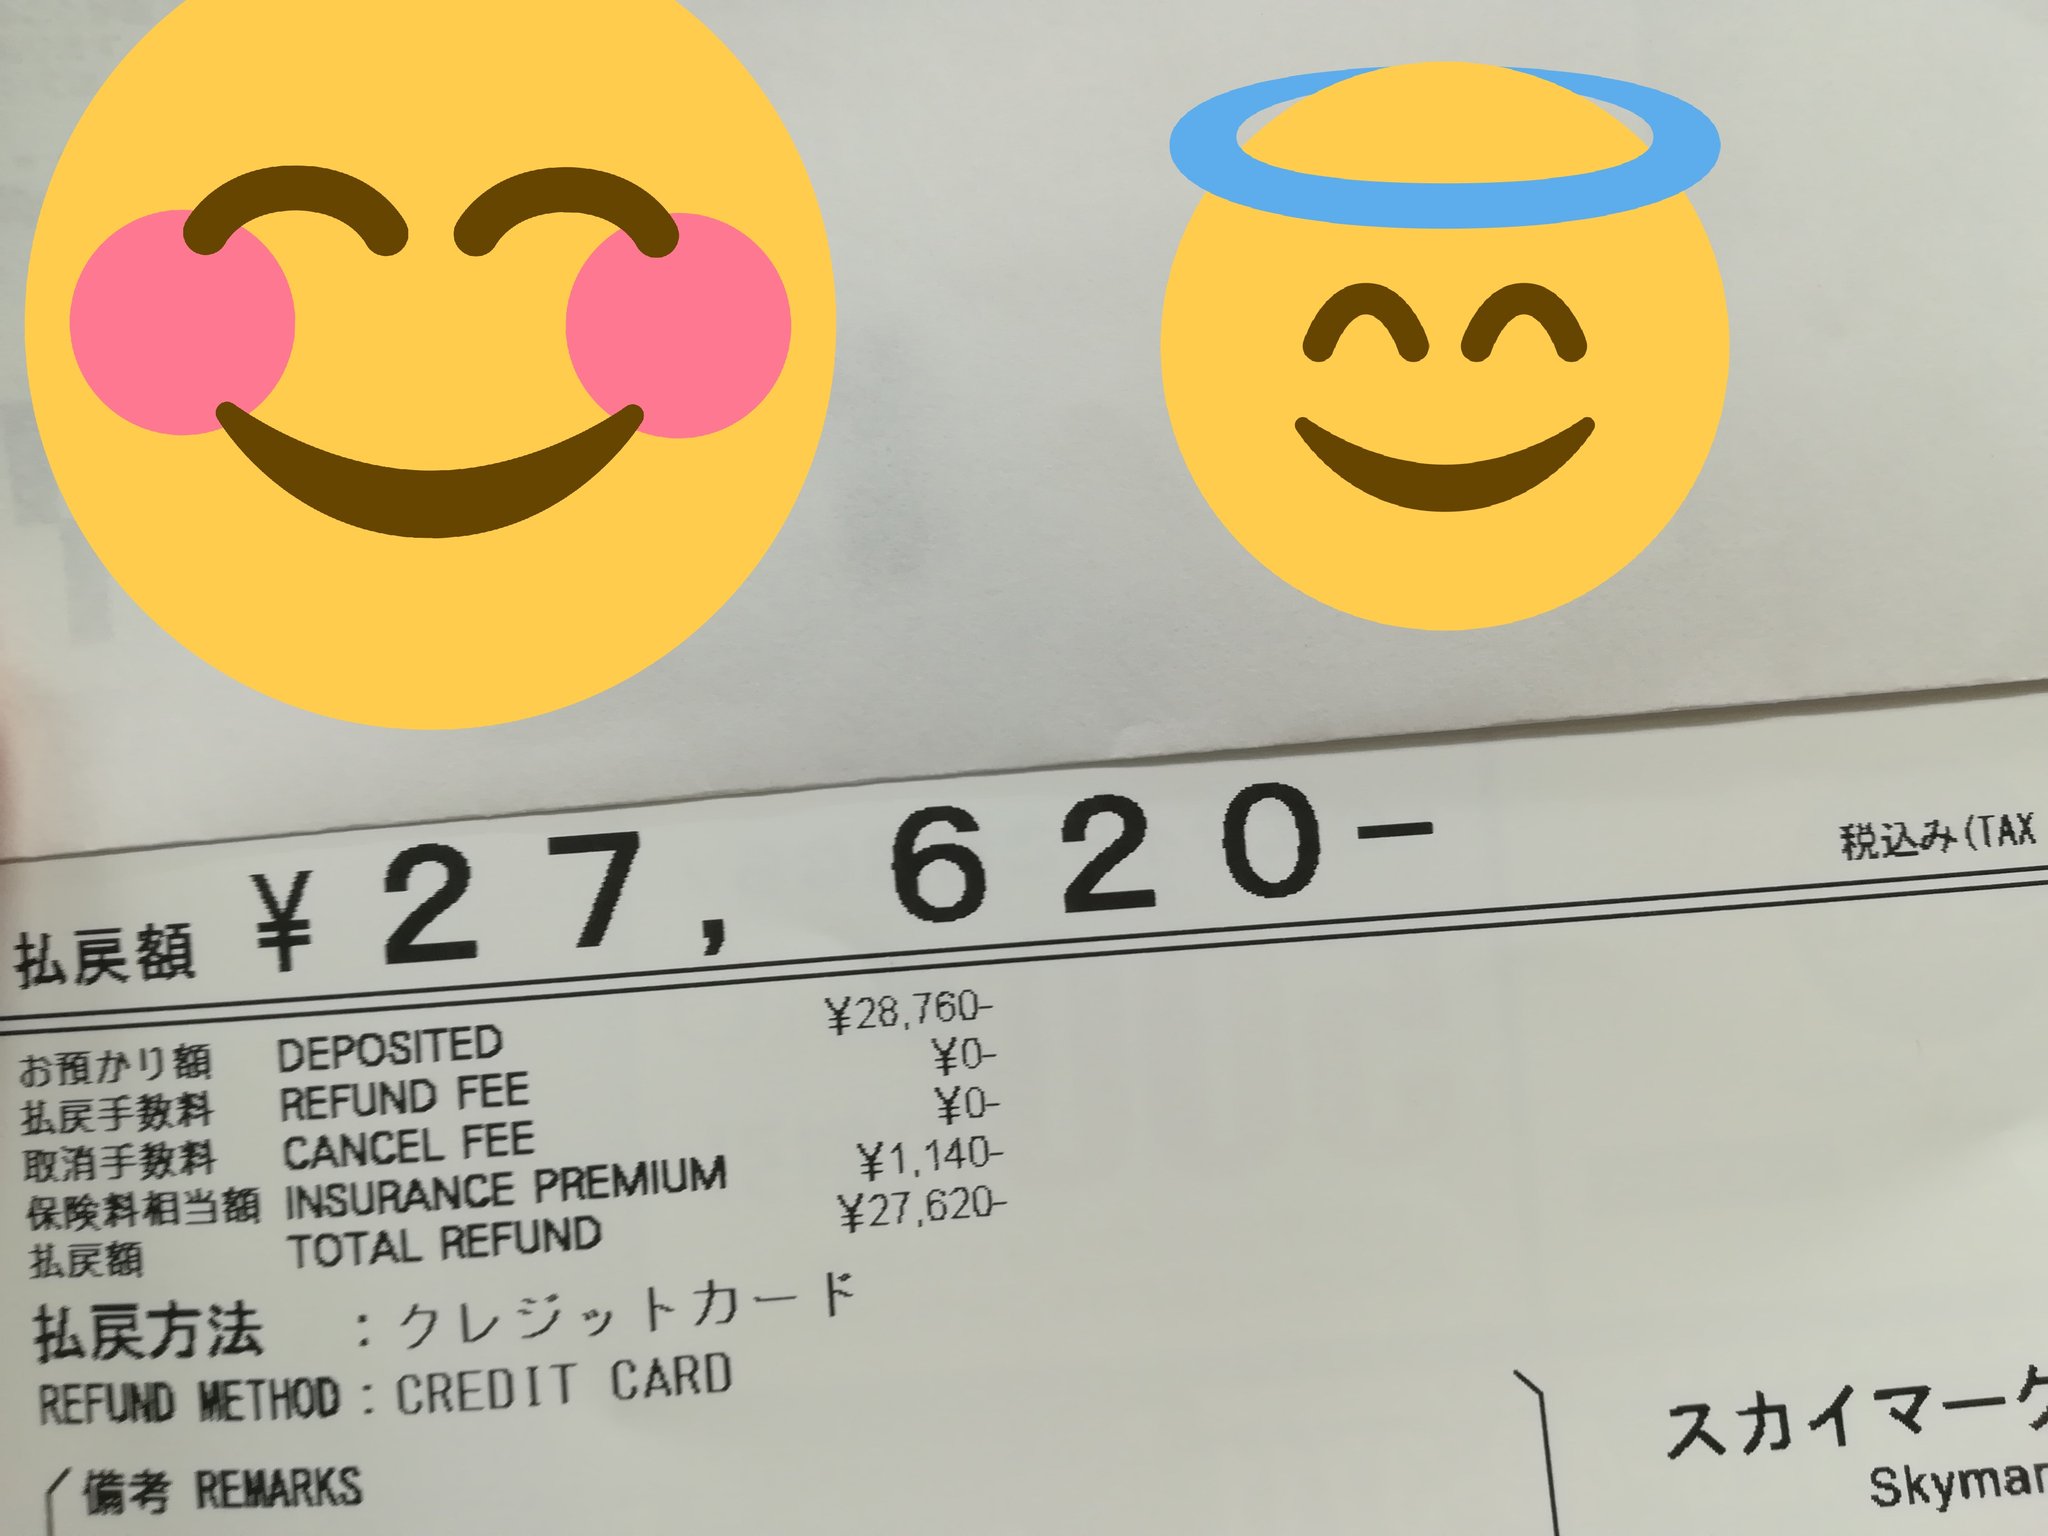 払戻額 ¥27,620-
税込み(TAX
お預かり額 DEPOSITED ¥28,760-
払戻手数料 REFUND FEE ¥0-
取消手数料 CANCEL FEE ¥0-
保険料相当額 INSURANCE PREMIUM ¥1,140-
払戻額 TOTAL REFUND ¥27,620-
払戻方法 : クレジットカード
REFUND METHOD : CREDIT CARD
備考 REMARKS
スカイマーク
Skymar